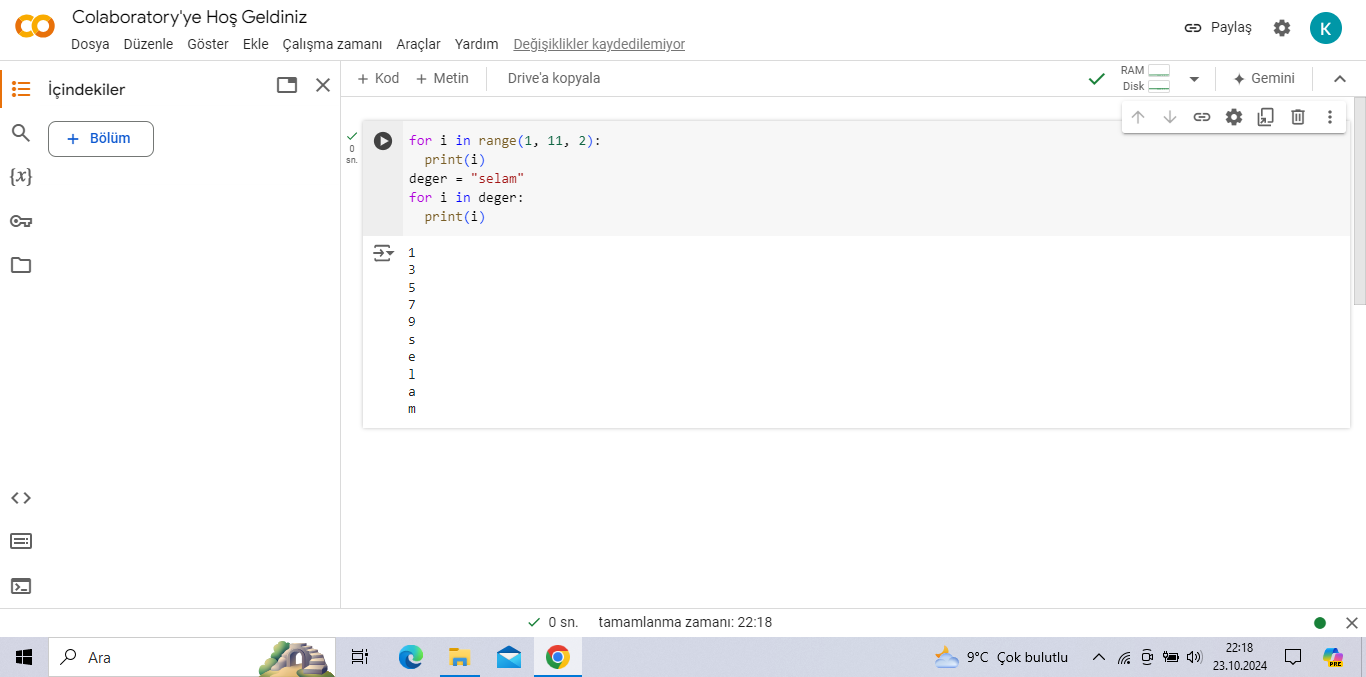 Colaboratory'ye Hoş Geldiniz
Dosya Düzenle Göster Ekle Çalışma zamanı Araçlar Yardım Değişiklikler kaydedilemiyor
Paylaş
K
İçindekiler
+ Bölüm
{x}
+ Kod + Metin Drive'a kopyala
RAM
Disk
Gemini
0
sn.
for i in range(1, 11, 2):
  print(i)
deger = "selam"
for i in deger:
  print(i)
1
3
5
7
9
s
e
l
a
m
0 sn. tamamlanma zamanı: 22:18
Ara
9°C Çok bulutlu
22:18
23.10.2024
PRE